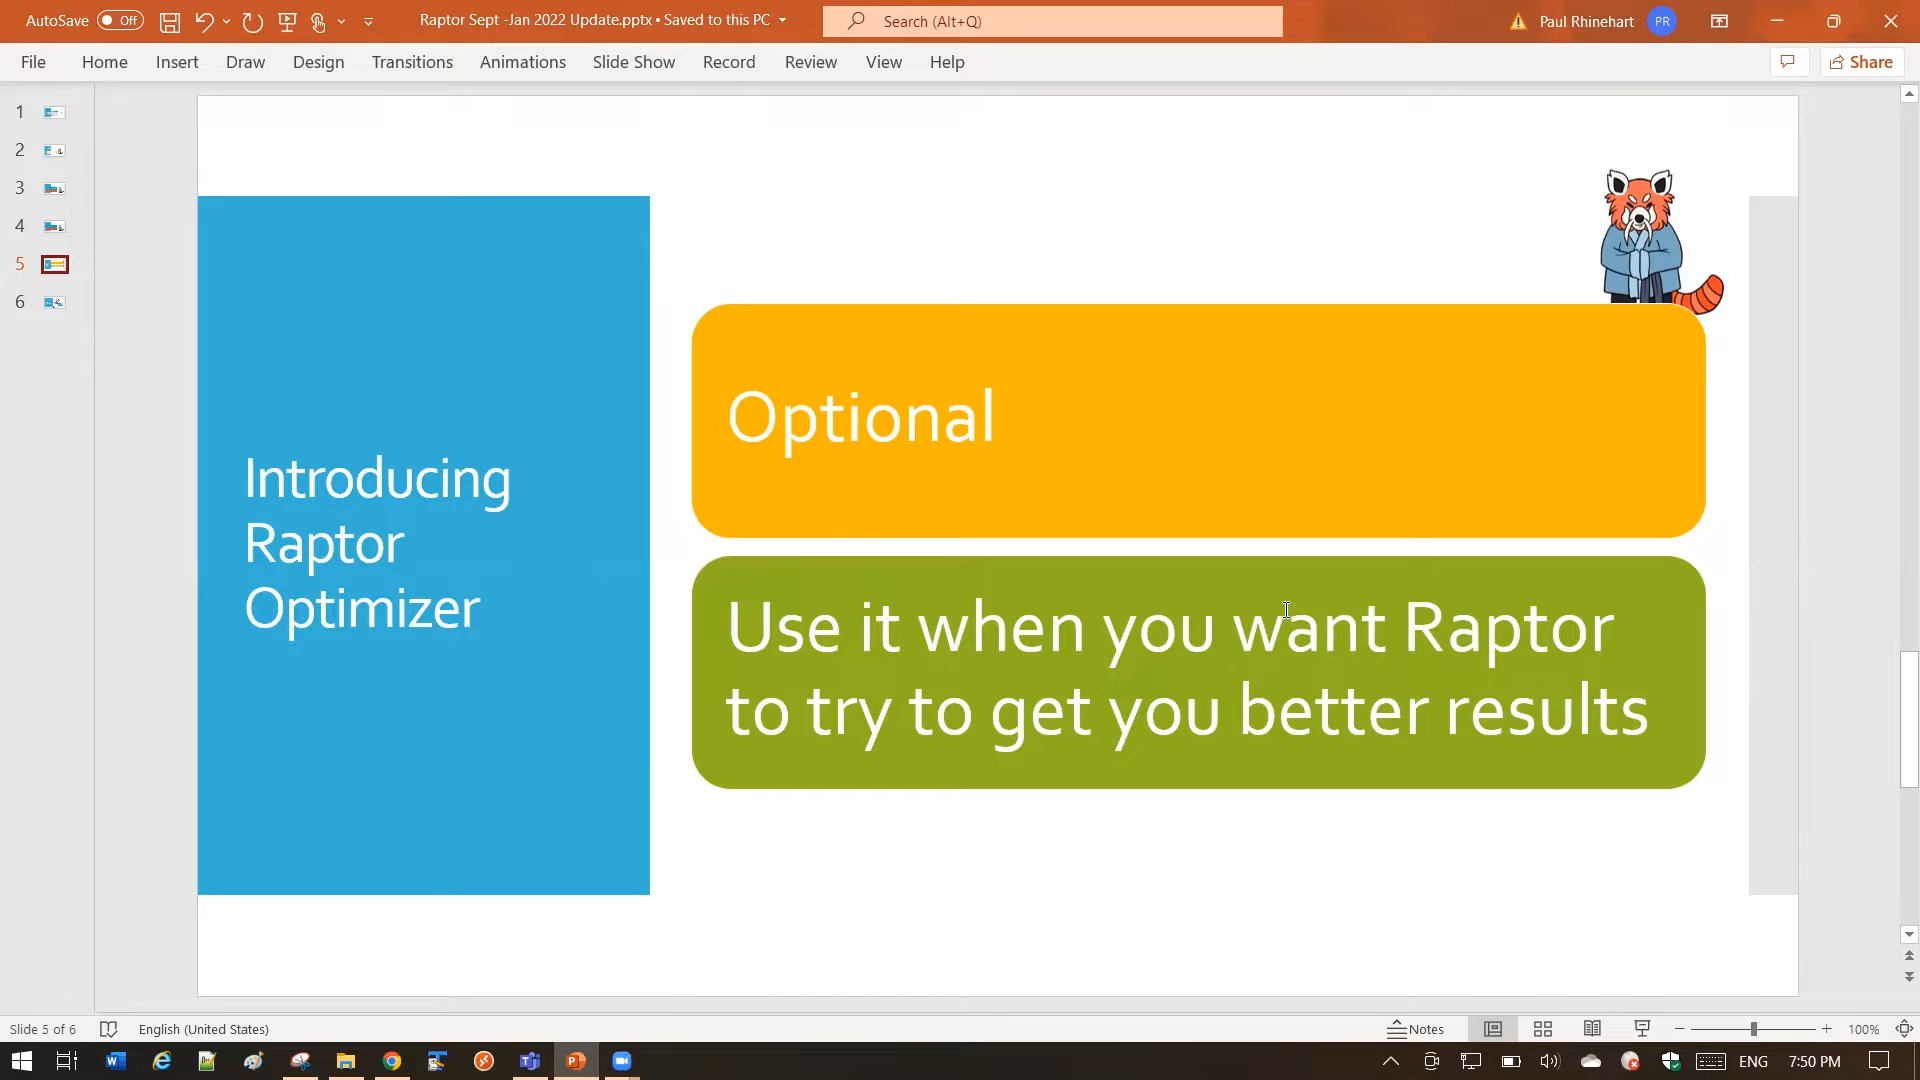 AutoSave Off
Raptor Sept -Jan 2022 Update.pptx • Saved to this PC
Search (Alt+Q)
Paul Rhinehart PR
File Home Insert Draw Design Transitions Animations Slide Show Record Review View Help
Share
1
2
3
4
5
6
Introducing
Raptor
Optimizer
Optional
Use it when you want Raptor
to try to get you better results
Slide 5 of 6 English (United States) Notes 100%
ENG 7:50 PM